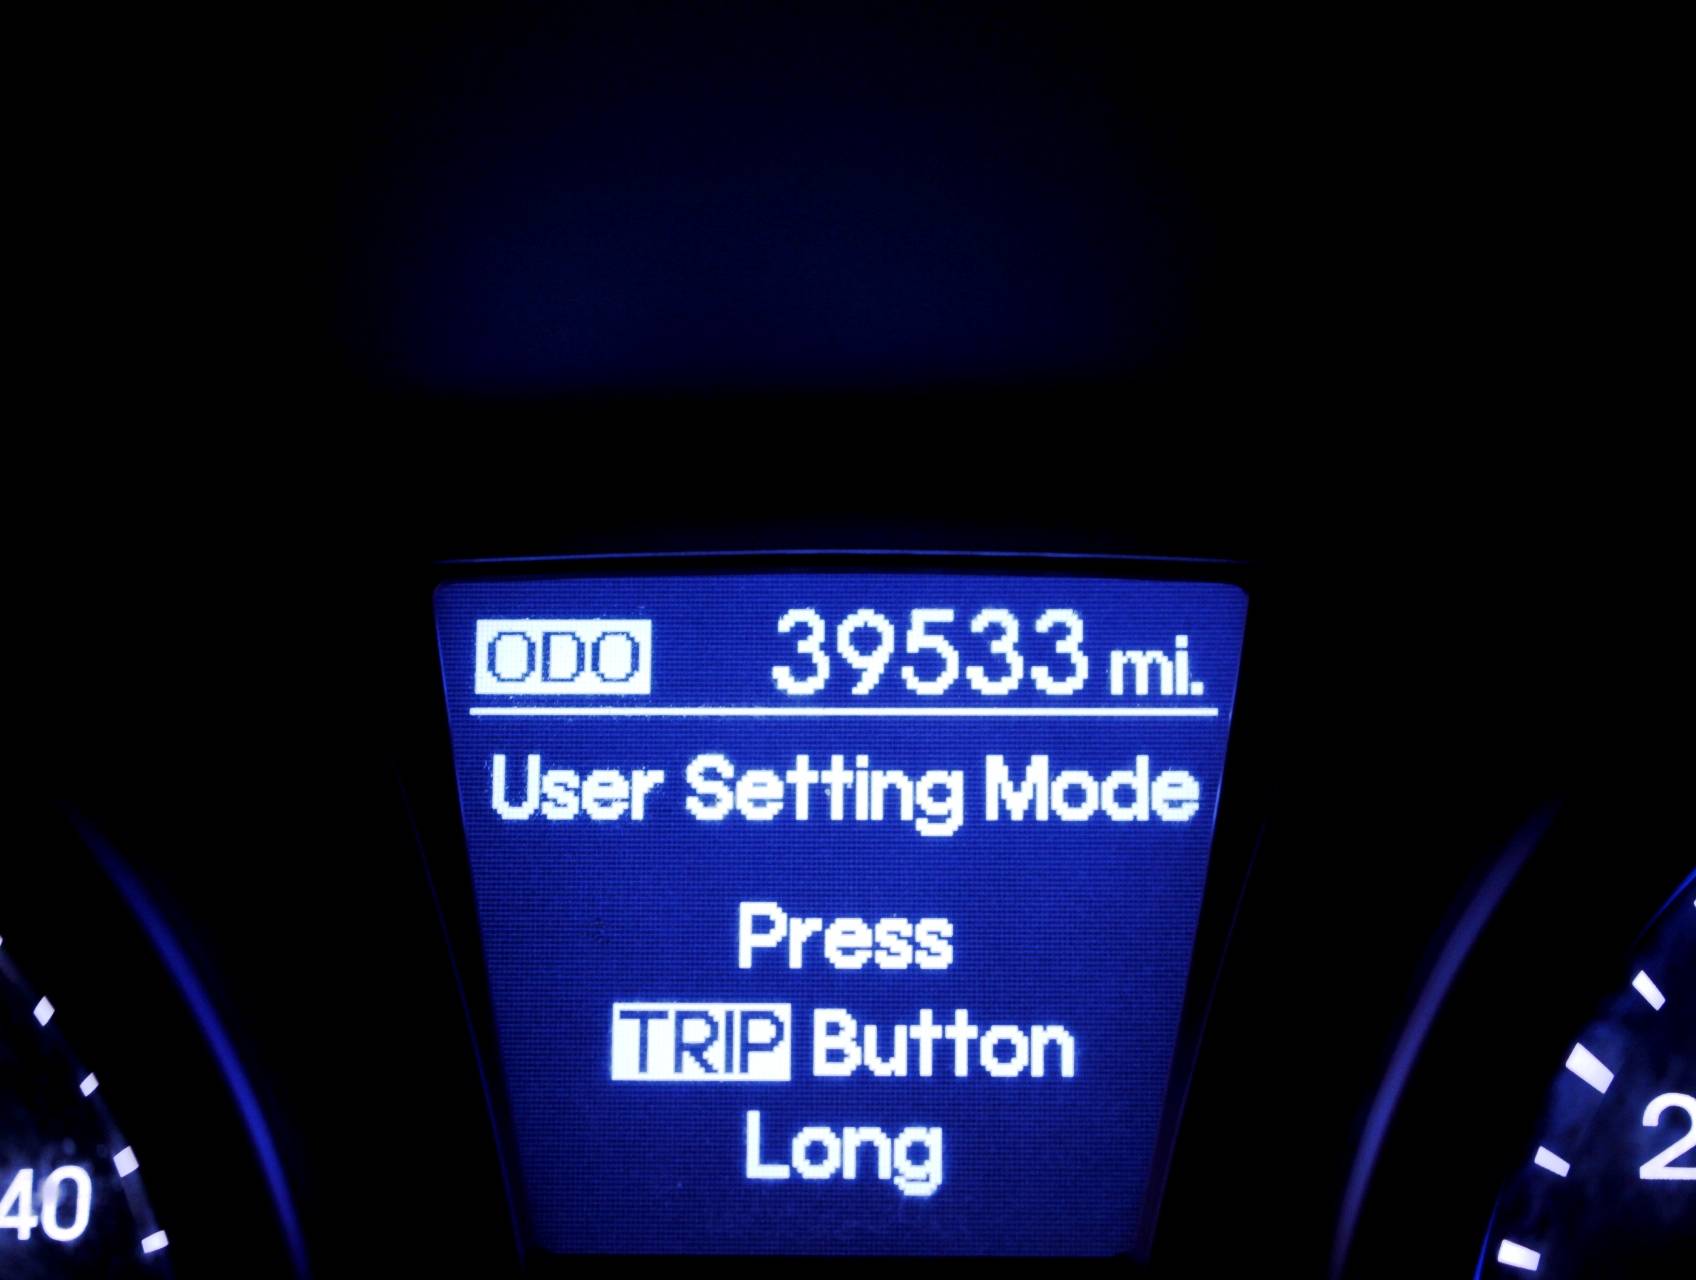 ODO 39533 mi.
User Setting Mode
Press
TRIP Button
Long
40
2